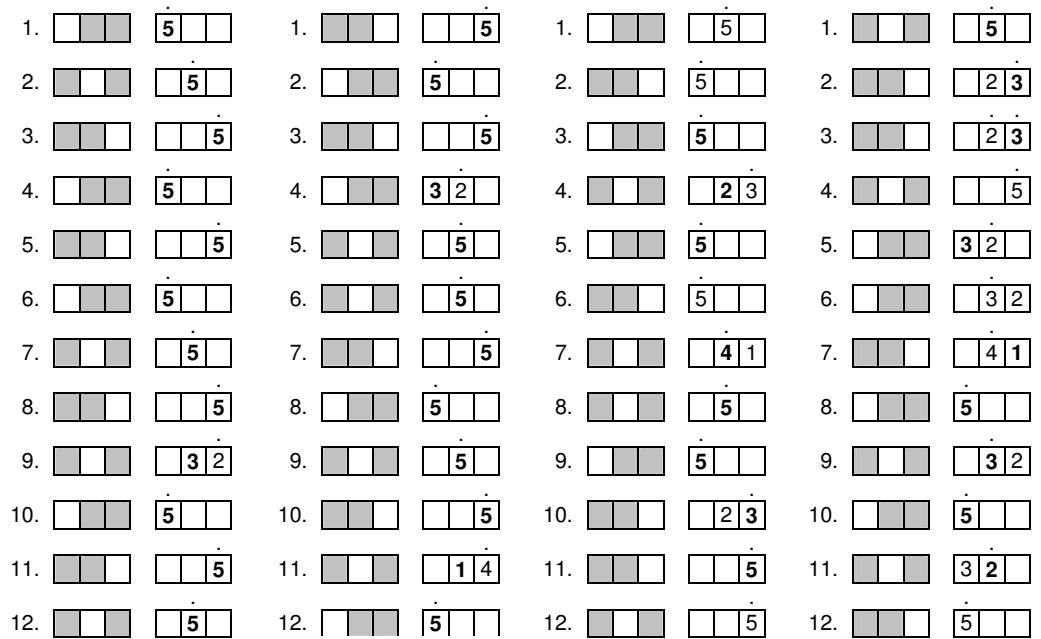 1. 5 1. 5 1. 5 1. 5
2. 5 2. 5 2. 5 2. 2 3
3. 5 3. 5 3. 5 3. 2 3
4. 5 4. 3 2 4. 2 3 4. 5
5. 5 5. 5 5. 5 5. 3 2
6. 5 6. 5 6. 5 6. 3 2
7. 5 7. 5 7. 4 1 7. 4 1
8. 5 8. 5 8. 5 8. 5
9. 3 2 9. 5 9. 5 9. 3 2
10. 5 10. 5 10. 2 3 10. 5
11. 5 11. 1 4 11. 5 11. 3 2
12. 5 12. 5 12. 5 12. 5